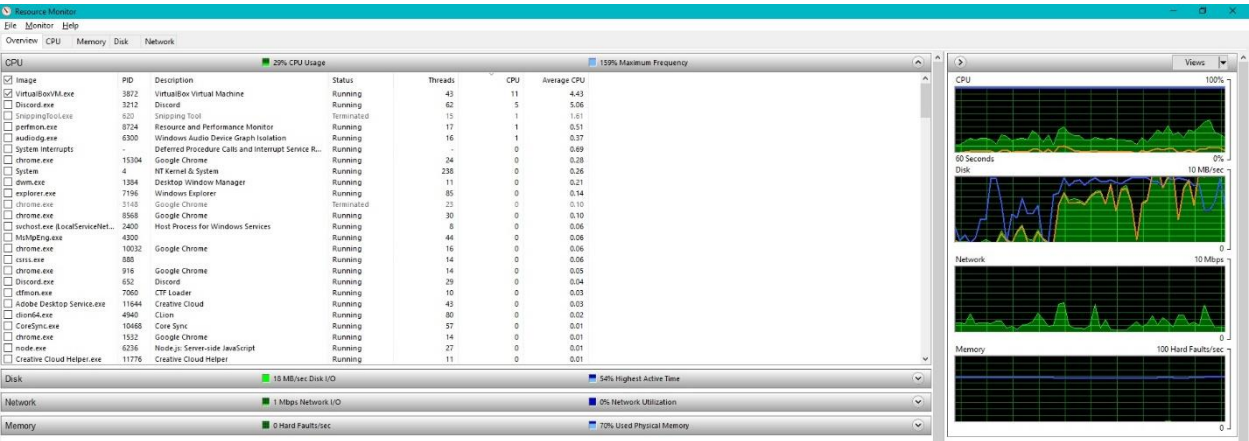 Resource Monitor
File Monitor Help
Overview CPU Memory Disk Network
CPU 29% CPU Usage 159% Maximum Frequency
Image PID Description Status Threads CPU Average CPU
VirtualBoxVM.exe 3872 VirtualBox Virtual Machine Running 43 11 4.43
Discord.exe 3212 Discord Running 62 5 5.06
SnippingTool.exe 620 Snipping Tool Terminated 15 1 1.61
perfmon.exe 8724 Resource and Performance Monitor Running 17 1 0.51
audiodg.exe 6300 Windows Audio Device Graph Isolation Running 16 1 0.37
System Interrupts - Deferred Procedure Calls and Interrupt Service R... Running - 0 0.69
chrome.exe 15304 Google Chrome Running 24 0 0.28
System 4 NT Kernel & System Running 238 0 0.26
dwm.exe 1384 Desktop Window Manager Running 11 0 0.21
explorer.exe 7196 Windows Explorer Running 85 0 0.14
chrome.exe 3148 Google Chrome Terminated 23 0 0.10
chrome.exe 8568 Google Chrome Running 30 0 0.10
svchost.exe (LocalServiceNet... 2400 Host Process for Windows Services Running 8 0 0.06
MsMpEng.exe 4300 Running 44 0 0.06
chrome.exe 10032 Google Chrome Running 16 0 0.06
csrss.exe 888 Running 14 0 0.06
chrome.exe 916 Google Chrome Running 14 0 0.05
Discord.exe 652 Discord Running 29 0 0.04
ctfmon.exe 7060 CTF Loader Running 10 0 0.03
Adobe Desktop Service.exe 11644 Creative Cloud Running 43 0 0.03
clion64.exe 4940 CLion Running 80 0 0.02
CoreSync.exe 10468 Core Sync Running 57 0 0.01
chrome.exe 1532 Google Chrome Running 14 0 0.01
node.exe 6236 Node.js: Server-side JavaScript Running 27 0 0.01
Creative Cloud Helper.exe 11776 Creative Cloud Helper Running 11 0 0.01
Disk 18 MB/sec Disk I/O 54% Highest Active Time
Network 1 Mbps Network I/O 0% Network Utilization
Memory 0 Hard Faults/sec 70% Used Physical Memory
Views
CPU 100%
60 Seconds 0%
Disk 10 MB/sec
0
Network 10 Mbps
0
Memory 100 Hard Faults/sec
0